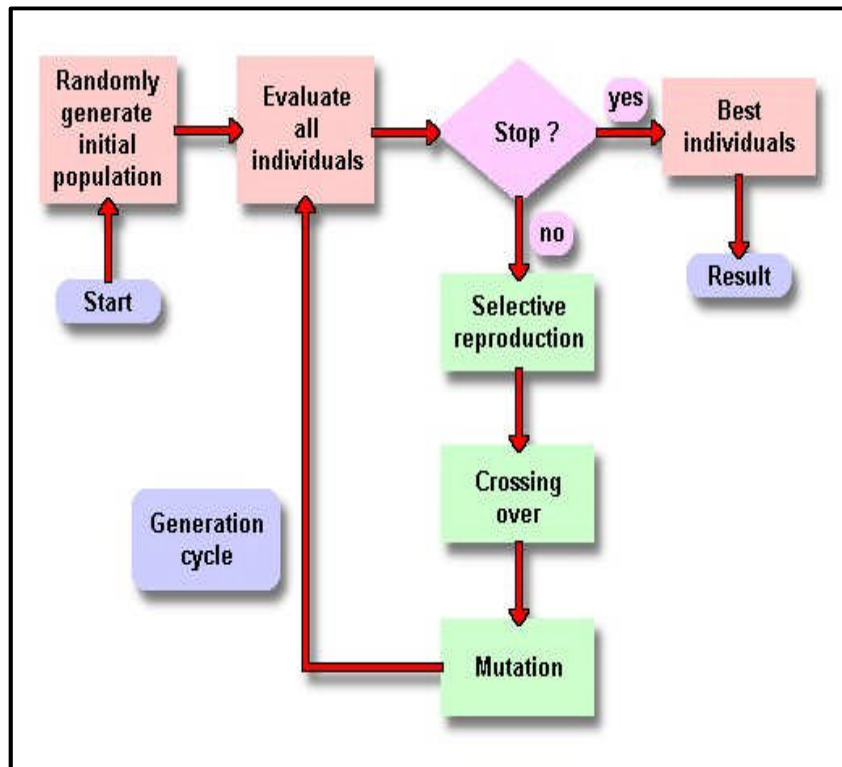 Randomly
generate
initial
population
Evaluate
all
individuals
Stop ?
yes
Best
individuals
no
Start
Result
Selective
reproduction
Crossing
over
Generation
cycle
Mutation